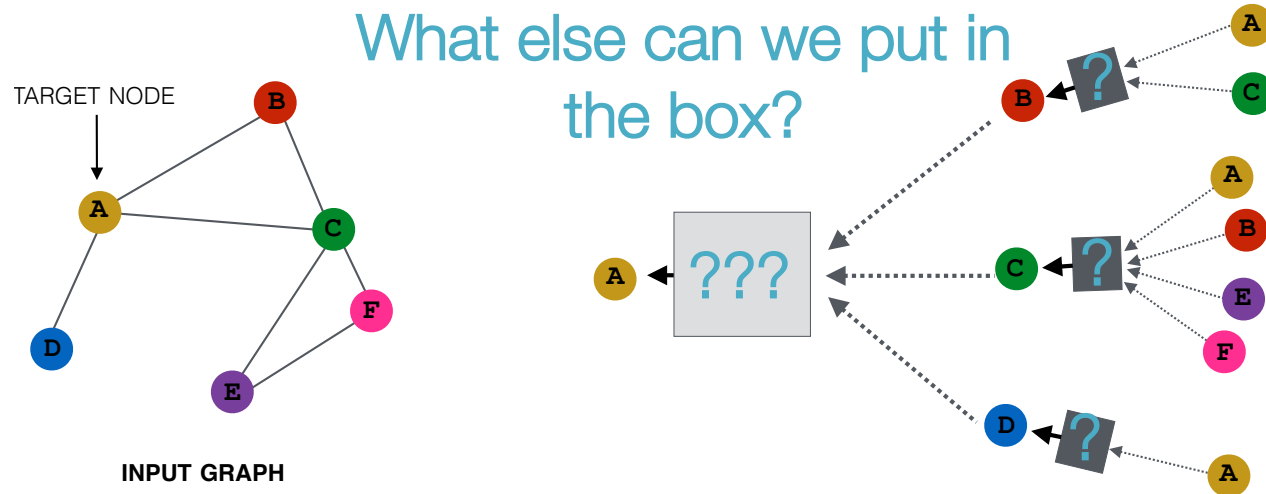 What else can we put in
the box?
TARGET NODE
B
A
C
F
D
E
INPUT GRAPH
A
???
B
?
A
C
C
?
A
B
E
F
D
?
A